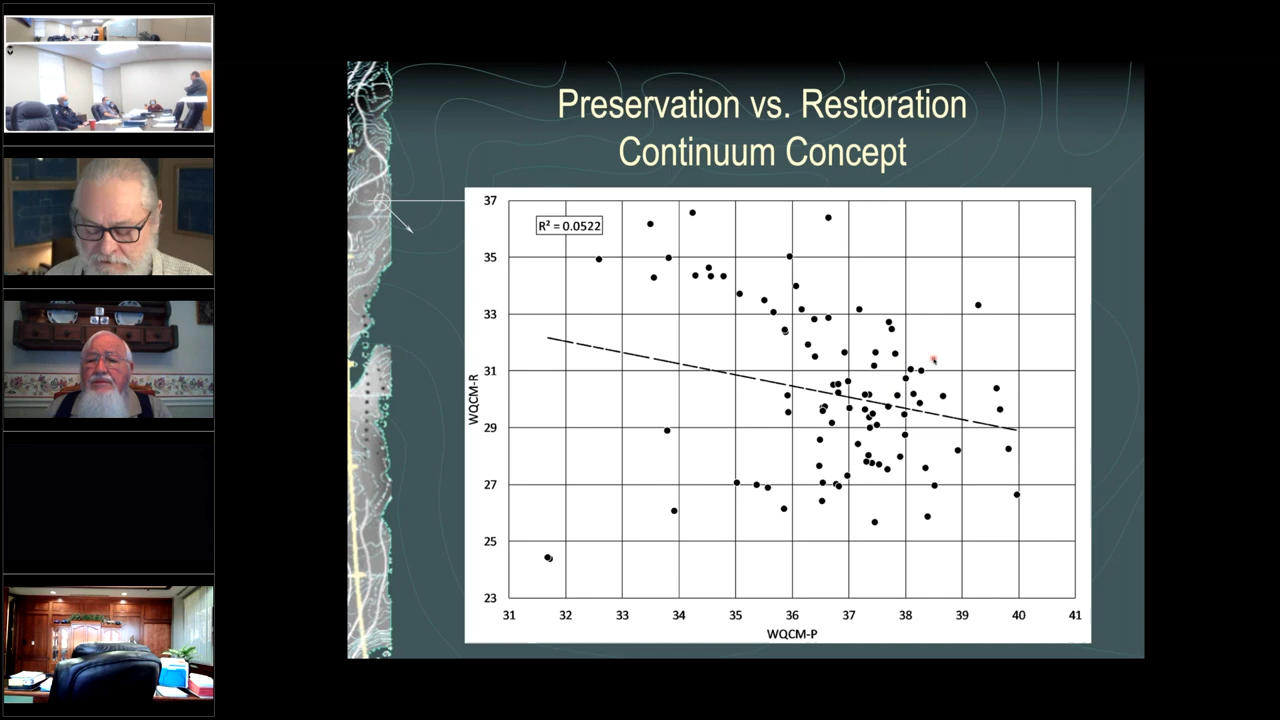 Preservation vs. Restoration
Continuum Concept
R² = 0.0522
37
35
33
31
29
27
25
23
WQCM-R
31 32 33 34 35 36 37 38 39 40 41
WQCM-P